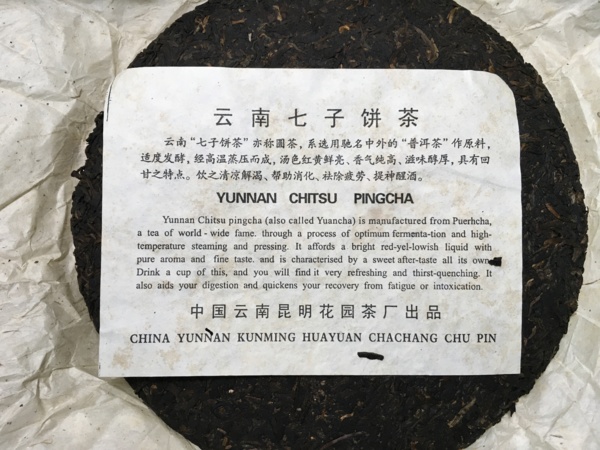 云南七子饼茶
云南“七子饼茶”亦称圆茶，系选用驰名中外的“普洱茶”作原料，
适度发酵，经高温蒸压而成，汤色红黄鲜亮、香气纯高、滋味醇厚，具有回
甘之特点。饮之清凉解渴、帮助消化、祛除疲劳、提神醒酒。
YUNNAN CHITSU PINGCHA
Yunnan Chitsu pingcha (also called Yuancha) is manufactured from Puerhcha,
a tea of world - wide fame. through a process of optimum fermenta-tion and high-
temperature steaming and pressing. It affords a bright red-yel-lowish liquid with
pure aroma and fine taste. and is characterised by a sweet after-taste all its own.
Drink a cup of this, and you will find it very refreshing and thirst-quenching. It
also aids your digestion and quickens your recovery from fatigue or intoxication.
中国云南昆明花园茶厂出品
CHINA YUNNAN KUNMING HUAYUAN CHACHANG CHU PIN